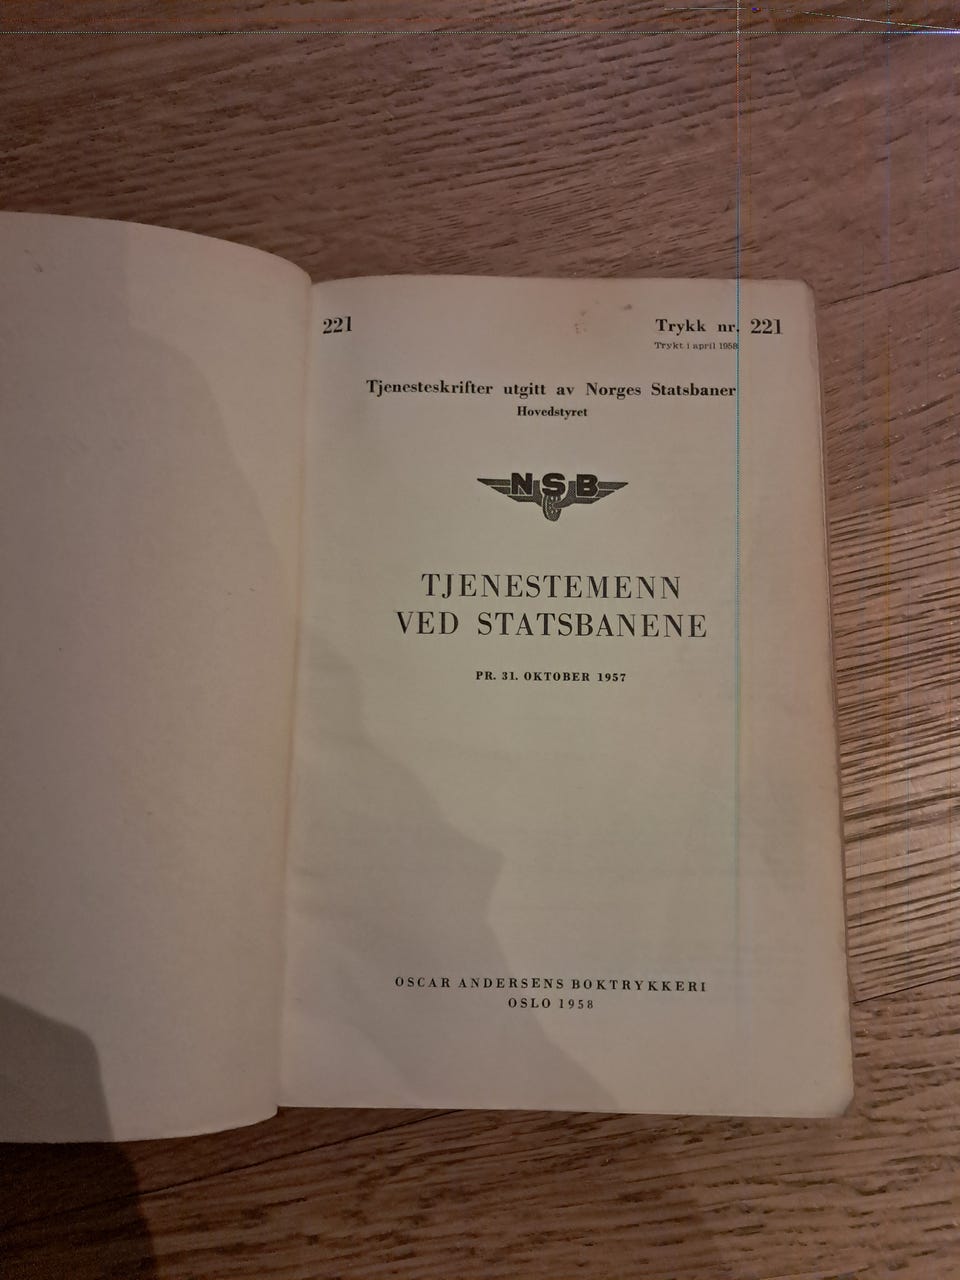 221
Trykk nr. 221
Trykt i april 1958
Tjenesteskrifter utgitt av Norges Statsbaner
Hovedstyret
NSB
TJENESTEMENN
VED STATSBANENE
PR. 31. OKTOBER 1957
OSCAR ANDERSENS BOKTRYKKERI
OSLO 1958